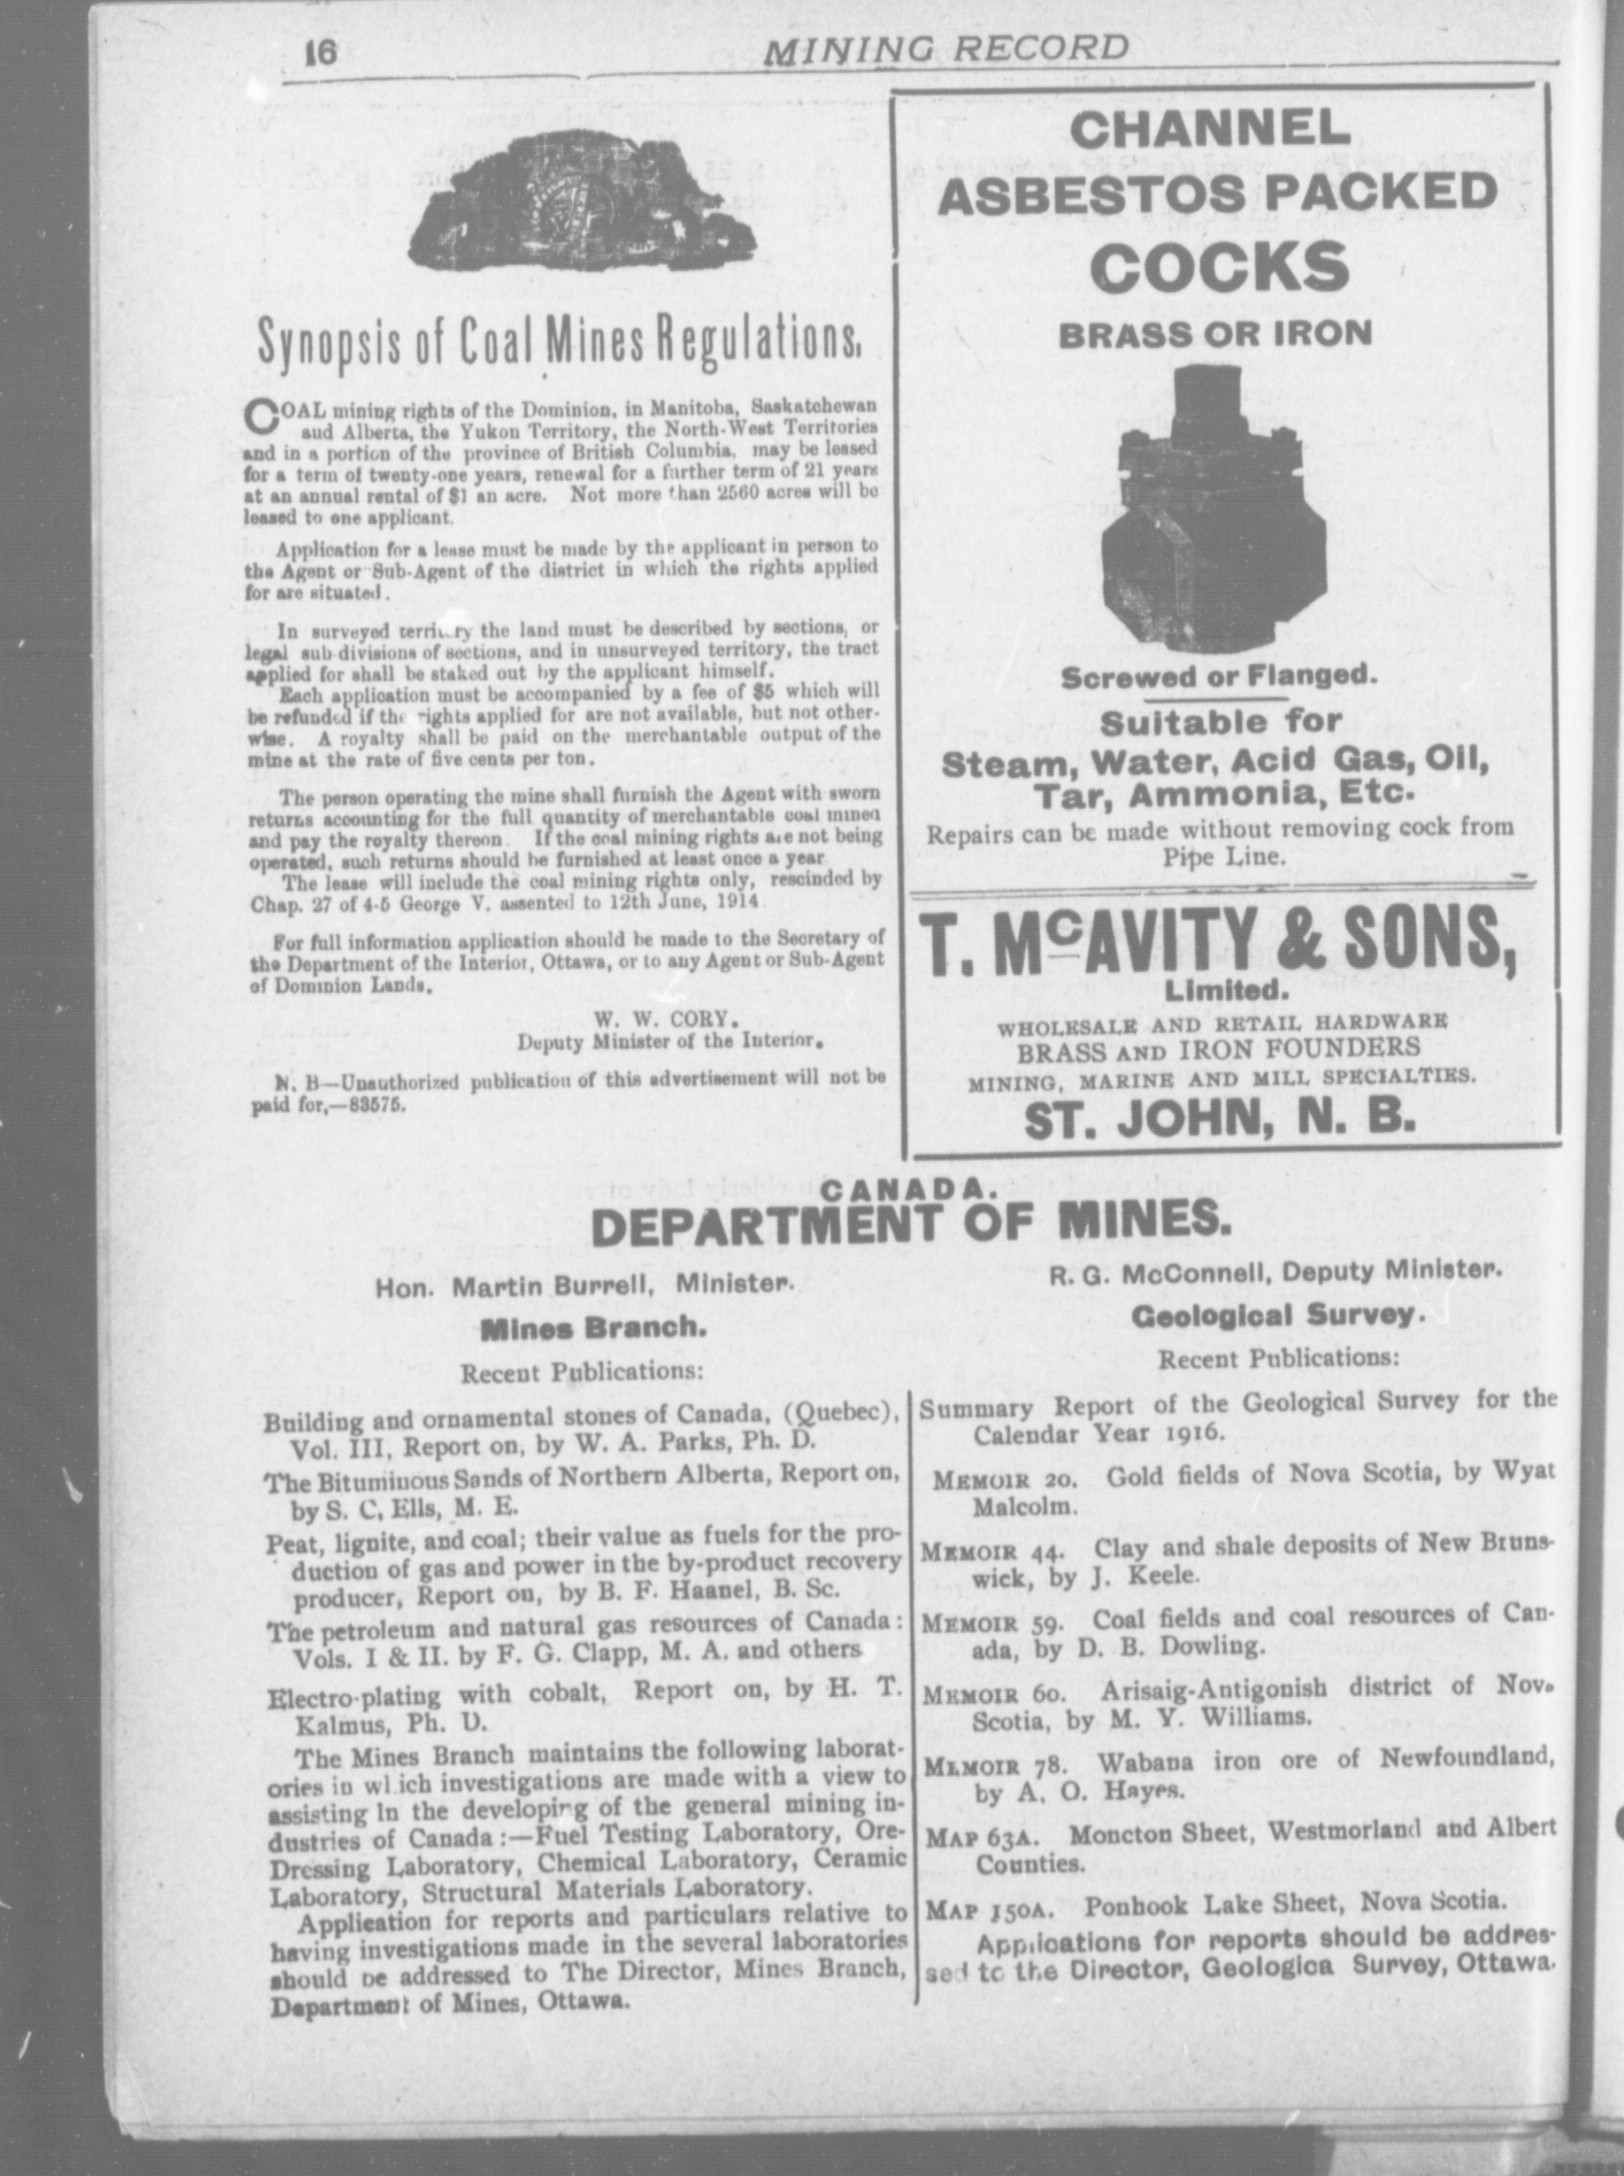 16
MINING RECORD
Synopsis of Coal Mines Regulations.
COAL mining rights of the Dominion, in Manitoba, Saskatchewan
aud Alberta, the Yukon Territory, the North-West Territories
and in a portion of the province of British Columbia, may be leased
for a term of twenty-one years, renewal for a further term of 21 years
at an annual rental of $1 an acre. Not more than 2560 acres will be
leased to one applicant.
Application for a lease must be made by the applicant in person to
the Agent or Sub-Agent of the district in which the rights applied
for are situated.
In surveyed territory the land must be described by sections, or
legal sub-divisions of sections, and in unsurveyed territory, the tract
applied for shall be staked out by the applicant himself.
Each application must be accompanied by a fee of $5 which will
be refunded if the rights applied for are not available, but not other-
wise. A royalty shall be paid on the merchantable output of the
mine at the rate of five cents per ton.
The person operating the mine shall furnish the Agent with sworn
returns accounting for the full quantity of merchantable coal mined
and pay the royalty thereon. If the coal mining rights are not being
operated, such returns should be furnished at least once a year
The lease will include the coal mining rights only, rescinded by
Chap. 27 of 4-5 George V. assented to 12th June, 1914.
For full information application should be made to the Secretary of
the Department of the Interior, Ottawa, or to any Agent or Sub-Agent
of Dominion Lands.
W. W. CORY.
Deputy Minister of the Interior.
N. B—Unauthorized publication of this advertisement will not be
paid for,—83575.
CHANNEL
ASBESTOS PACKED
COCKS
BRASS OR IRON
Screwed or Flanged.
Suitable for
Steam, Water, Acid Gas, Oil,
Tar, Ammonia, Etc.
Repairs can be made without removing cock from
Pipe Line.
T. McAVITY & SONS,
Limited.
WHOLESALE AND RETAIL HARDWARE
BRASS AND IRON FOUNDERS
MINING, MARINE AND MILL SPECIALTIES.
ST. JOHN, N. B.
CANADA.
DEPARTMENT OF MINES.
Hon. Martin Burrell, Minister.
Mines Branch.
Recent Publications:
Building and ornamental stones of Canada, (Quebec),
Vol. III, Report on, by W. A. Parks, Ph. D.
The Bituminous Sands of Northern Alberta, Report on,
by S. C, Ells, M. E.
Peat, lignite, and coal; their value as fuels for the pro-
duction of gas and power in the by-product recovery
producer, Report on, by B. F. Haanel, B. Sc.
The petroleum and natural gas resources of Canada:
Vols. I & II. by F. G. Clapp, M. A. and others
Electro-plating with cobalt, Report on, by H. T.
Kalmus, Ph. D.
The Mines Branch maintains the following laborat-
ories in which investigations are made with a view to
assisting In the developing of the general mining in-
dustries of Canada:—Fuel Testing Laboratory, Ore-
Dressing Laboratory, Chemical Laboratory, Ceramic
Laboratory, Structural Materials Laboratory.
Application for reports and particulars relative to
having investigations made in the several laboratories
should be addressed to The Director, Mines Branch,
Department of Mines, Ottawa.
R. G. McConnell, Deputy Minister.
Geological Survey.
Recent Publications:
Summary Report of the Geological Survey for the
Calendar Year 1916.
MEMOIR 20. Gold fields of Nova Scotia, by Wyat
Malcolm.
MEMOIR 44. Clay and shale deposits of New Bruns-
wick, by J. Keele.
MEMOIR 59. Coal fields and coal resources of Can-
ada, by D. B. Dowling.
MEMOIR 60. Arisaig-Antigonish district of Nova
Scotia, by M. Y. Williams.
MEMOIR 78. Wabana iron ore of Newfoundland,
by A. O. Hayes.
MAP 63A. Moncton Sheet, Westmorland and Albert
Counties.
MAP 150A. Ponhook Lake Sheet, Nova Scotia.
Applications for reports should be addres-
sed to the Director, Geologica Survey, Ottawa.